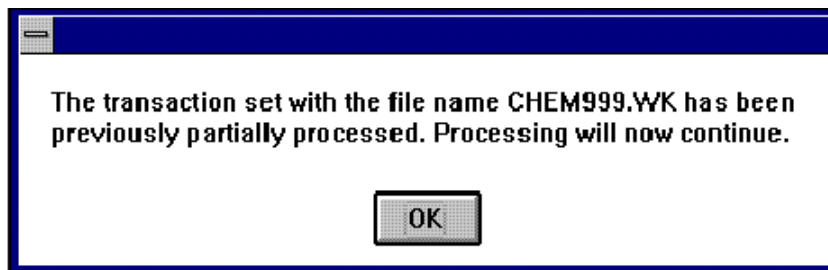 The transaction set with the file name CHEM999.WK has been
previously partially processed. Processing will now continue.
OK